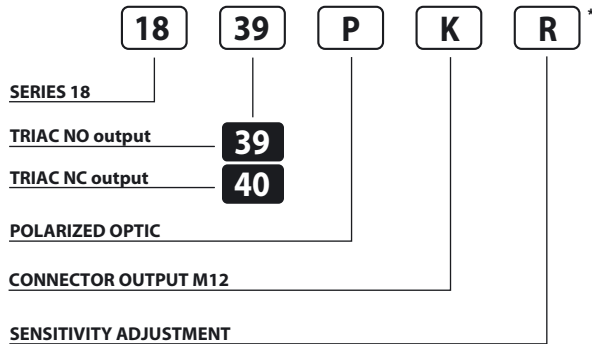 18 39 P K R *
SERIES 18
TRIAC NO output 39
TRIAC NC output 40
POLARIZED OPTIC
CONNECTOR OUTPUT M12
SENSITIVITY ADJUSTMENT